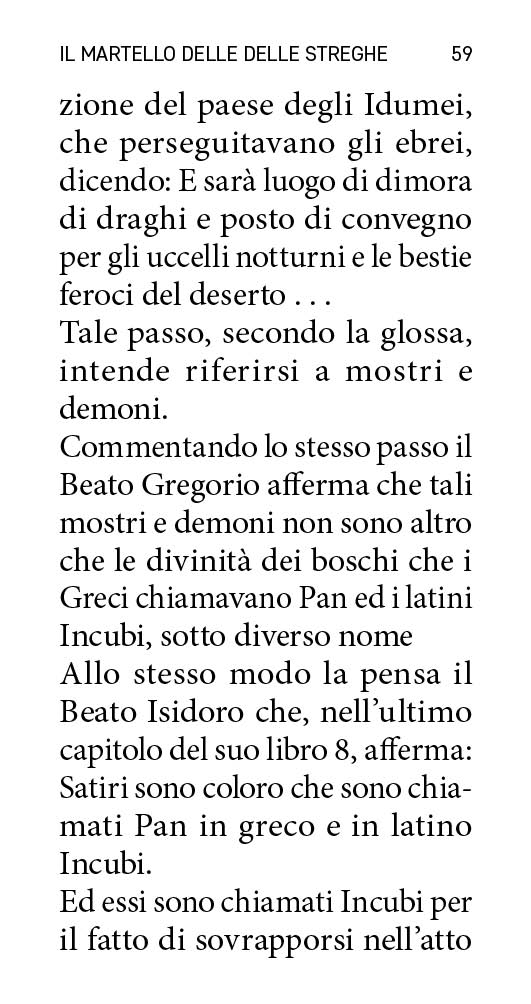 IL MARTELLO DELLE DELLE STREGHE 59
zione del paese degli Idumei,
che perseguitavano gli ebrei,
dicendo: E sarà luogo di dimora
di draghi e posto di convegno
per gli uccelli notturni e le bestie
feroci del deserto . . .
Tale passo, secondo la glossa,
intende riferirsi a mostri e
demoni.
Commentando lo stesso passo il
Beato Gregorio afferma che tali
mostri e demoni non sono altro
che le divinità dei boschi che i
Greci chiamavano Pan ed i latini
Incubi, sotto diverso nome
Allo stesso modo la pensa il
Beato Isidoro che, nell’ultimo
capitolo del suo libro 8, afferma:
Satiri sono coloro che sono chia-
mati Pan in greco e in latino
Incubi.
Ed essi sono chiamati Incubi per
il fatto di sovrapporsi nell’atto